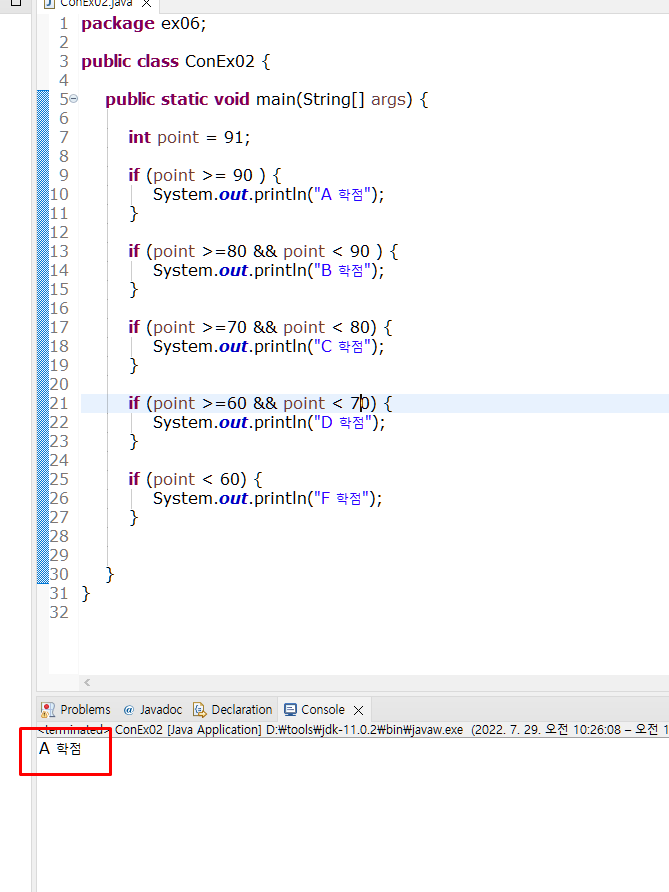 ConEx02.java
1 package ex06;
2
3 public class ConEx02 {
4
5 public static void main(String[] args) {
6
7 int point = 91;
8
9 if (point >= 90 ) {
10 System.out.println("A 학점");
11 }
12
13 if (point >=80 && point < 90 ) {
14 System.out.println("B 학점");
15 }
16
17 if (point >=70 && point < 80) {
18 System.out.println("C 학점");
19 }
20
21 if (point >=60 && point < 70) {
22 System.out.println("D 학점");
23 }
24
25 if (point < 60) {
26 System.out.println("F 학점");
27 }
28
29
30 }
31 }
32
Problems @ Javadoc Declaration Console
<terminated> ConEx02 [Java Application] D:₩tools₩jdk-11.0.2₩bin₩javaw.exe (2022. 7. 29. 오전 10:26:08 – 오전 1
A 학점